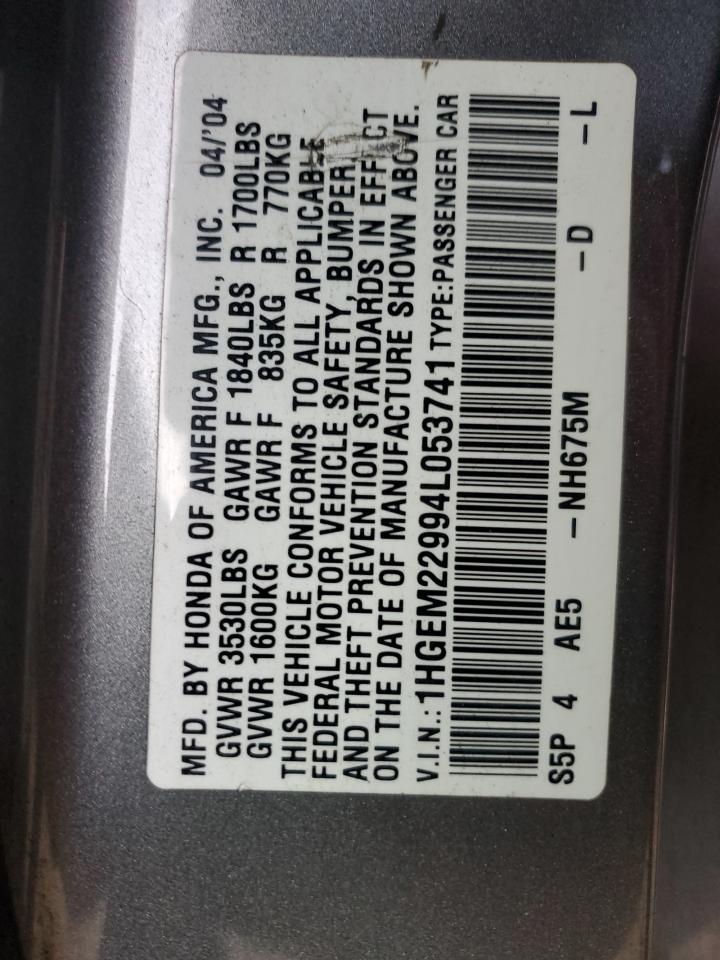 MFD. BY HONDA OF AMERICA MFG., INC. 04/'04
GVWR 3530LBS GAWR F 1840LBS R 1700LBS
GVWR 1600KG GAWR F 835KG R 770KG
THIS VEHICLE CONFORMS TO ALL APPLICABLE
FEDERAL MOTOR VEHICLE SAFETY, BUMPER,
AND THEFT PREVENTION STANDARDS IN EFFECT
ON THE DATE OF MANUFACTURE SHOWN ABOVE.
V.I.N.: 1HGEM22994L053741 TYPE:PASSENGER CAR
S5P 4 AE5 -NH675M -D -L